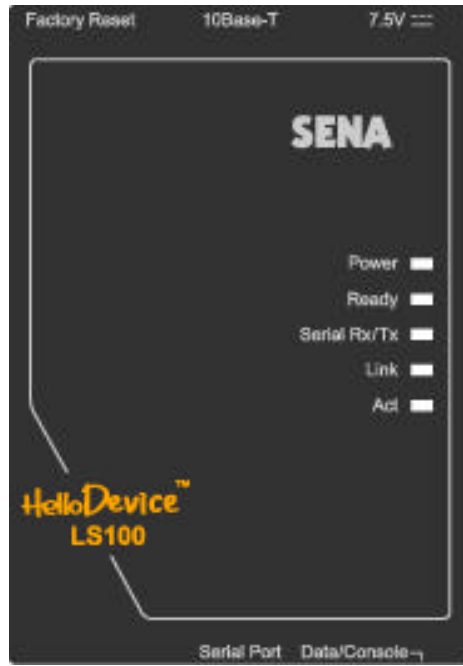 Factory Reset 10Base-T 7.5V
SENA
Power
Ready
Serial Rx/Tx
Link
Act
HelloDevice™
LS100
Serial Port Data/Console